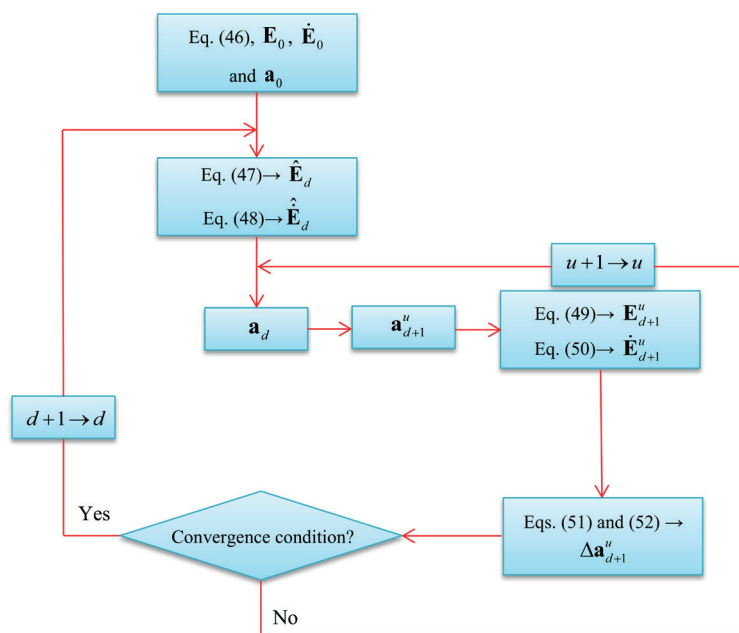 Eq. (46), E₀, Ė₀
and a₀
Eq. (47)→ Ê_d
Eq. (48)→ \hat{Ė}_d
u+1→u
a_d
a^u_{d+1}
Eq. (49)→ E^u_{d+1}
Eq. (50)→ Ė^u_{d+1}
d+1→d
Yes
Convergence condition?
Eqs. (51) and (52) →
Δa^u_{d+1}
No